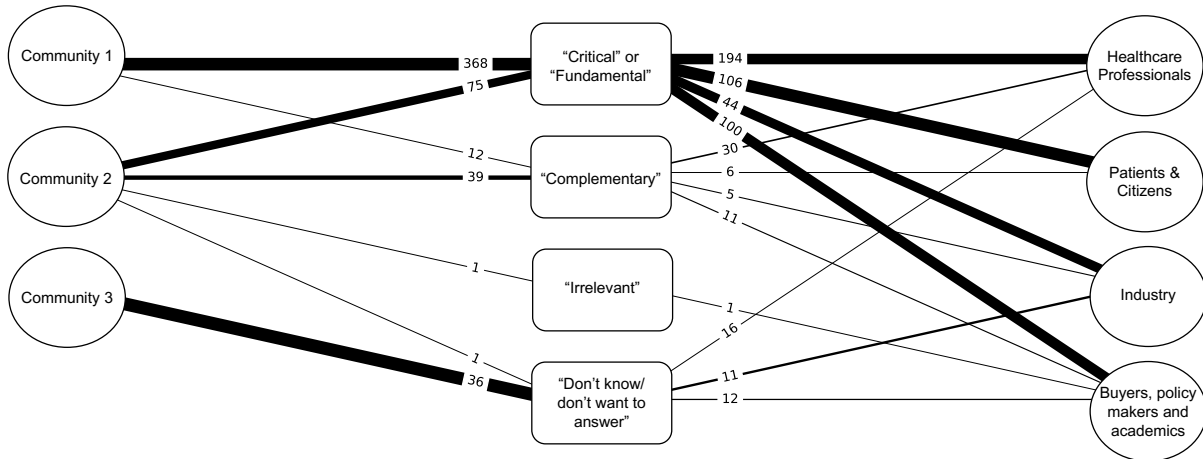 Community 1
Community 2
Community 3
368
75
12
39
1
1
36
“Critical” or
“Fundamental”
“Complementary”
“Irrelevant”
“Don’t know/
don’t want to
answer”
194
106
44
100
30
6
5
11
1
16
11
12
Healthcare
Professionals
Patients &
Citizens
Industry
Buyers, policy
makers and
academics